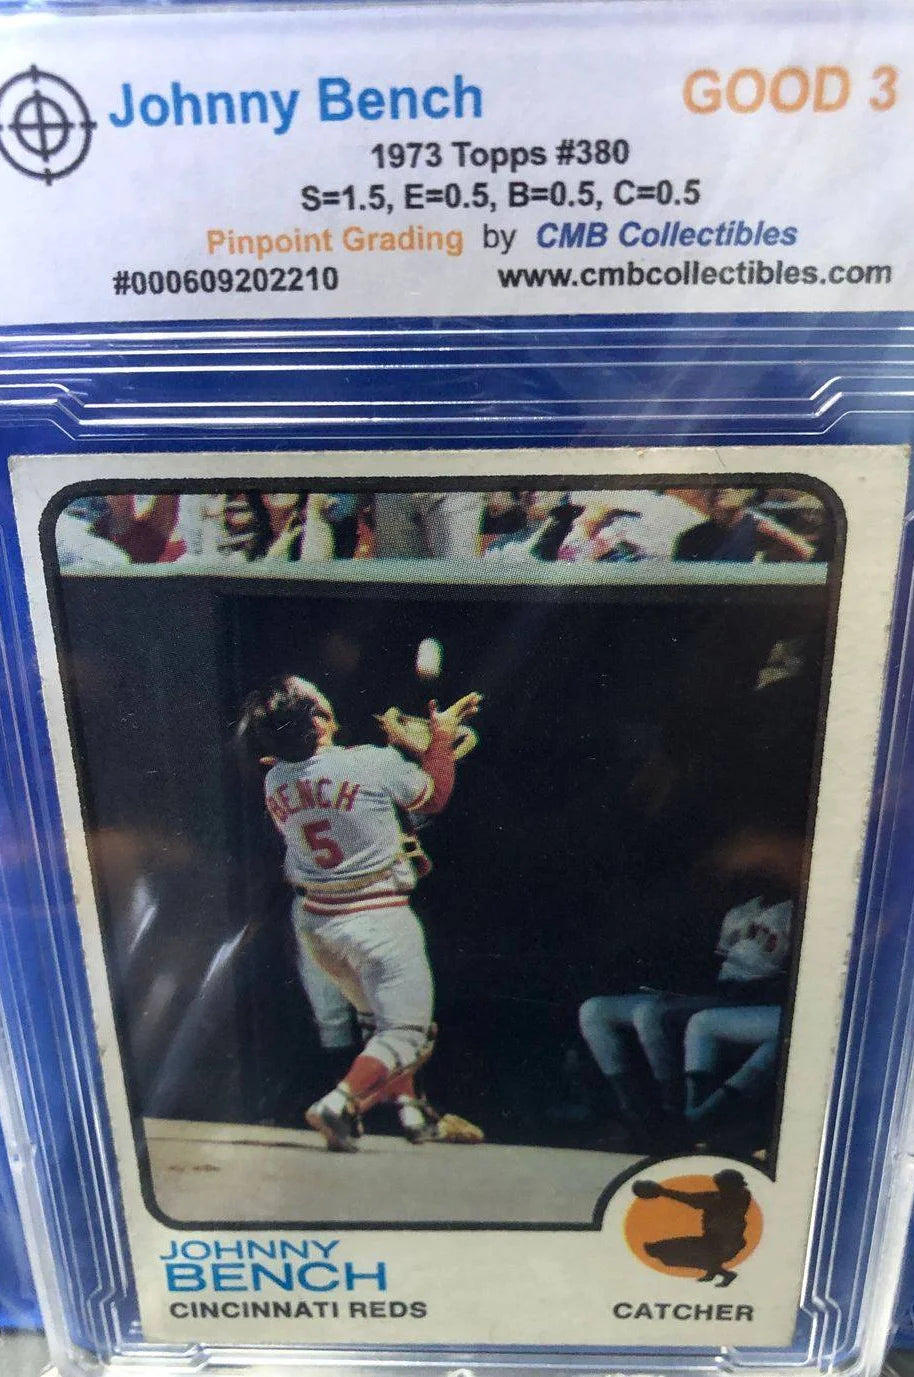 Johnny Bench GOOD 3
1973 Topps #380
S=1.5, E=0.5, B=0.5, C=0.5
Pinpoint Grading by CMB Collectibles
#000609202210 www.cmbcollectibles.com
BENCH
5
JOHNNY
BENCH
CINCINNATI REDS CATCHER